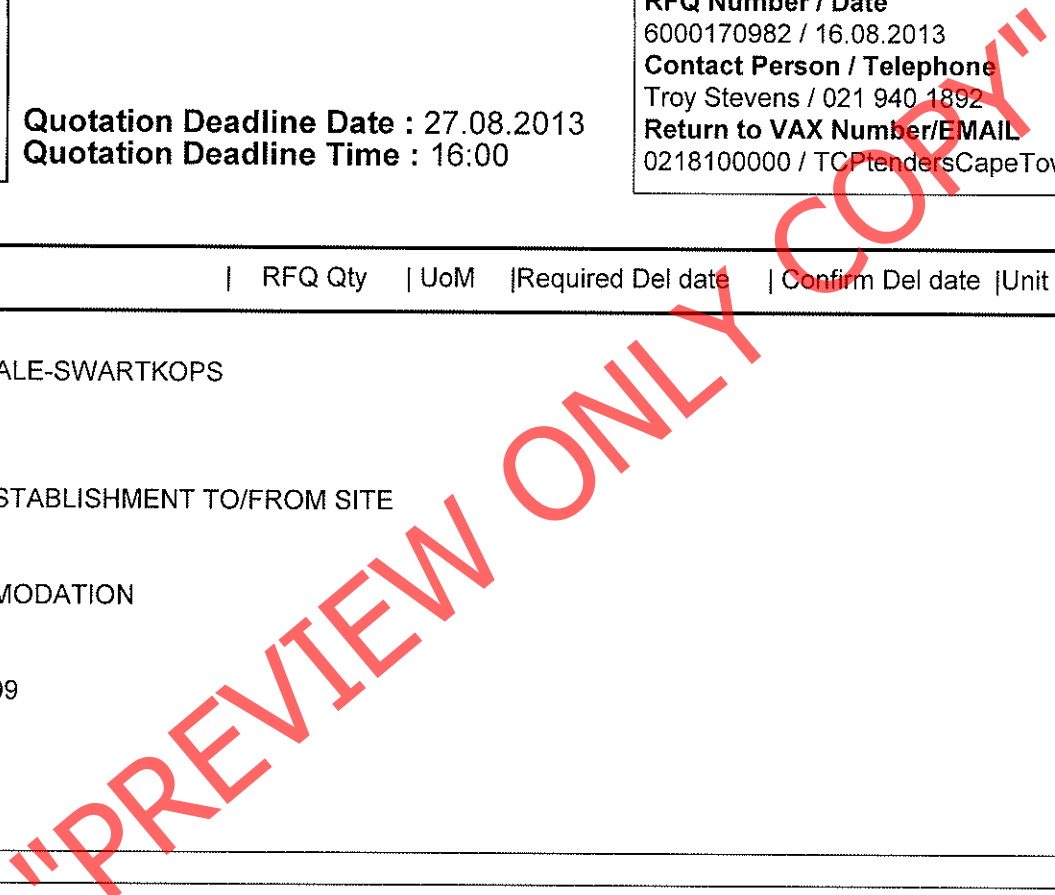 RFQ Number / Date
6000170982 / 16.08.2013
Contact Person / Telephone
Troy Stevens / 021 940 1892
Return to VAX Number/EMAIL
0218100000 / TCPtendersCapeTow
Quotation Deadline Date : 27.08.2013
Quotation Deadline Time : 16:00
| RFQ Qty | UoM |Required Del date | Confirm Del date |Unit
ALE-SWARTKOPS
STABLISHMENT TO/FROM SITE
MODATION
99
"PREVIEW ONLY COPY"